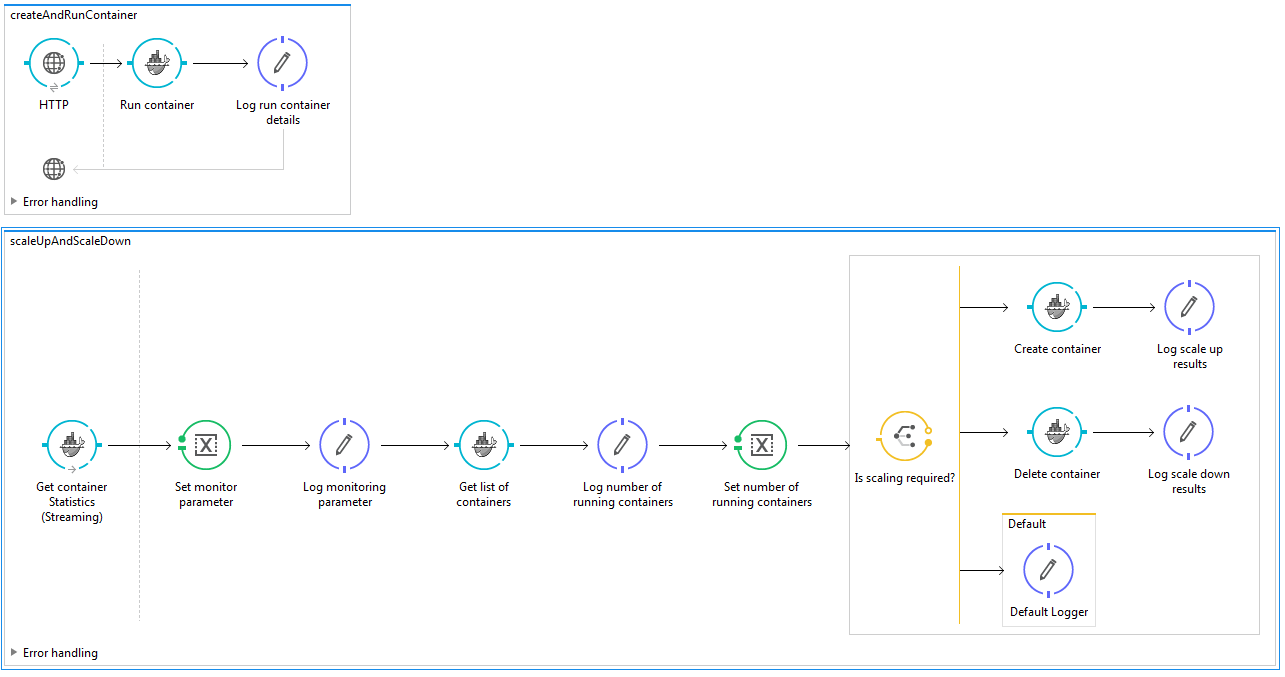 createAndRunContainer
HTTP
Run container
Log run container
details
Error handling
scaleUpAndScaleDown
Get container
Statistics
(Streaming)
Set monitor
parameter
Log monitoring
parameter
Get list of
containers
Log number of
running containers
Set number of
running containers
Is scaling required?
Create container
Log scale up
results
Delete container
Log scale down
results
Default
Default Logger
Error handling